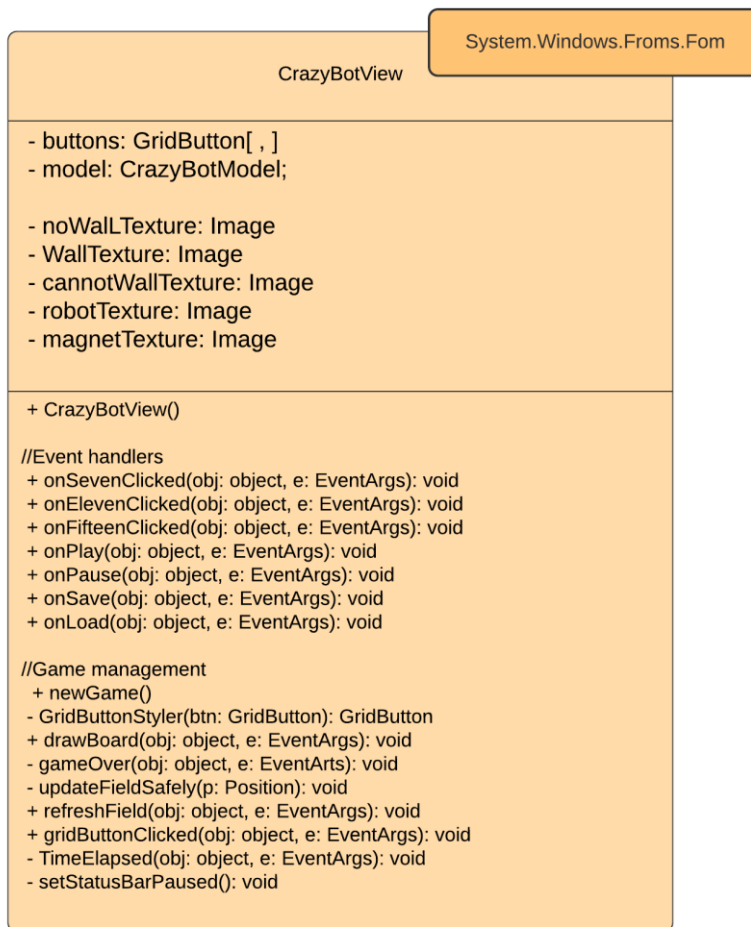 System.Windows.Froms.Fom
CrazyBotView
- buttons: GridButton[ , ]
- model: CrazyBotModel;
- noWalLTexture: Image
- WallTexture: Image
- cannotWallTexture: Image
- robotTexture: Image
- magnetTexture: Image
+ CrazyBotView()
//Event handlers
+ onSevenClicked(obj: object, e: EventArgs): void
+ onElevenClicked(obj: object, e: EventArgs): void
+ onFifteenClicked(obj: object, e: EventArgs): void
+ onPlay(obj: object, e: EventArgs): void
+ onPause(obj: object, e: EventArgs): void
+ onSave(obj: object, e: EventArgs): void
+ onLoad(obj: object, e: EventArgs): void
//Game management
+ newGame()
- GridButtonStyler(btn: GridButton): GridButton
+ drawBoard(obj: object, e: EventArgs): void
- gameOver(obj: object, e: EventArts): void
- updateFieldSafely(p: Position): void
+ refreshField(obj: object, e: EventArgs): void
+ gridButtonClicked(obj: object, e: EventArgs): void
- TimeElapsed(obj: object, e: EventArgs): void
- setStatusBarPaused(): void